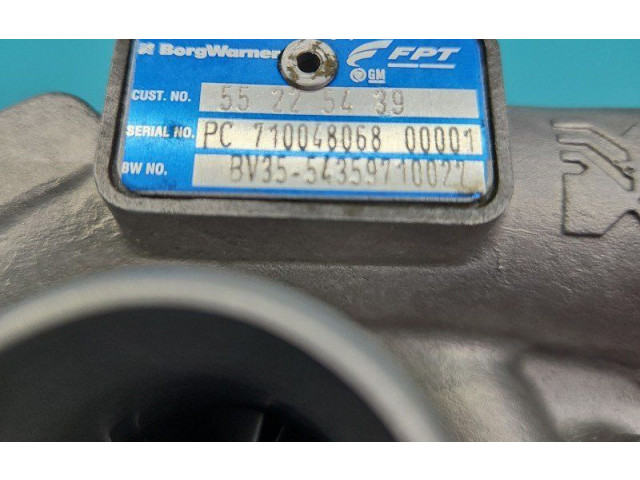 BorgWarner FPT
GM
CUST. NO. 55 22 54 39
SERIAL NO. PC 710048068 00001
BW NO. BV35-54359710027